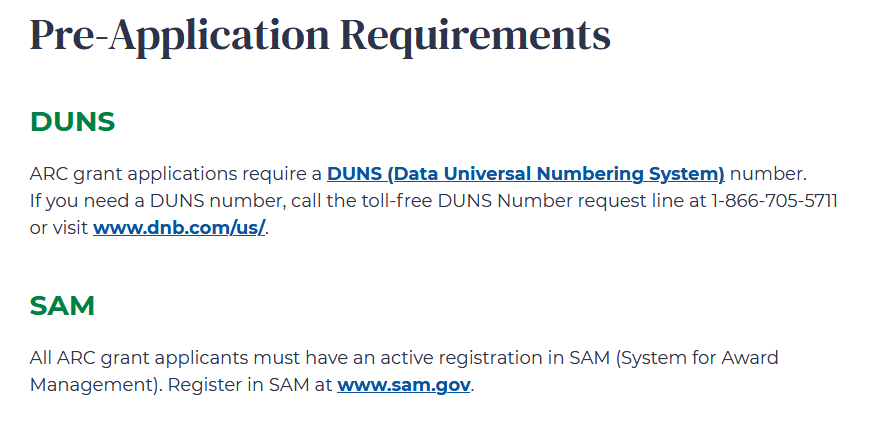 Pre-Application Requirements
DUNS
ARC grant applications require a DUNS (Data Universal Numbering System) number.
If you need a DUNS number, call the toll-free DUNS Number request line at 1-866-705-5711
or visit www.dnb.com/us/.
SAM
All ARC grant applicants must have an active registration in SAM (System for Award
Management). Register in SAM at www.sam.gov.